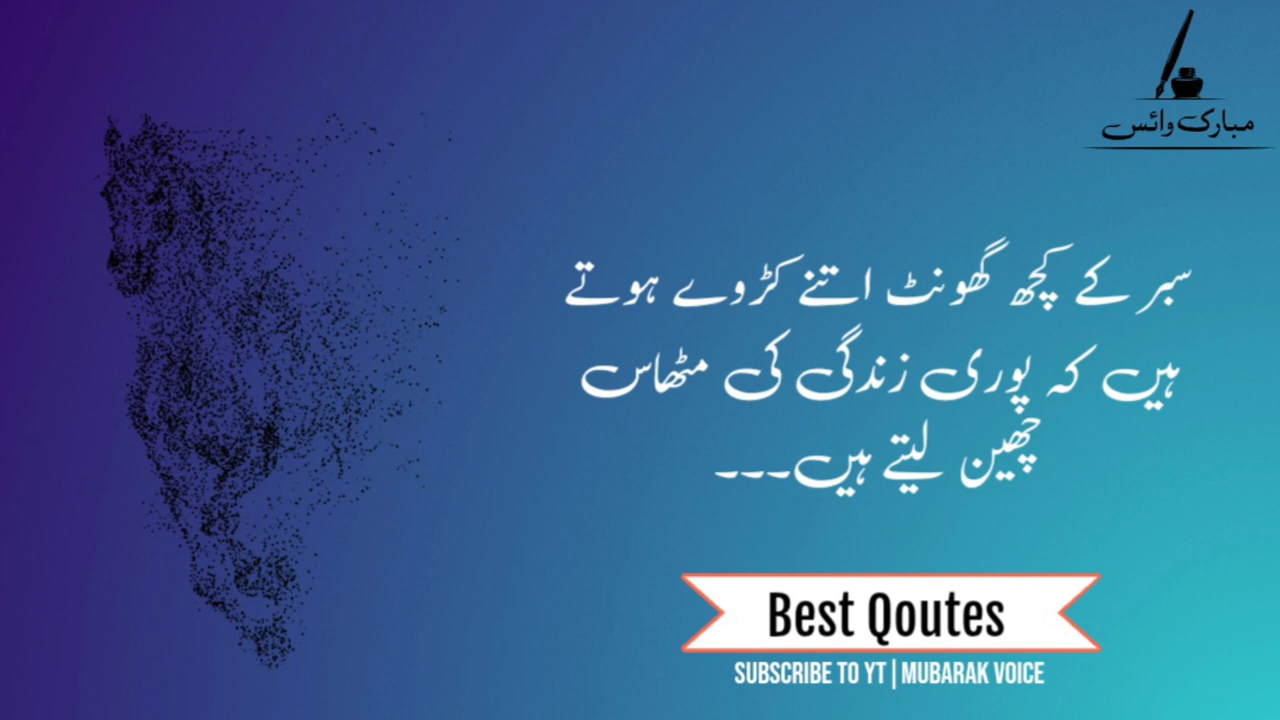 مبارک وائس
سبر کے کچھ گھونٹ اتنے کڑوے ہوتے
ہیں کہ پوری زندگی کی مٹھاس
چھین لیتے ہیں۔۔۔
Best Qoutes
SUBSCRIBE TO YT|MUBARAK VOICE